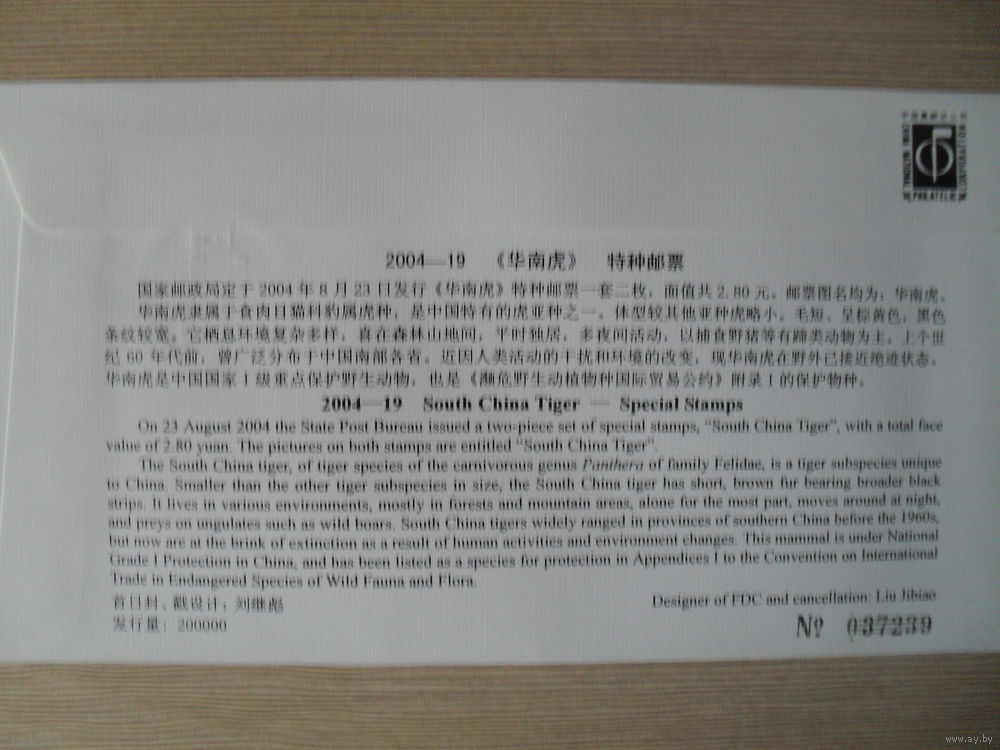 2004—19 《华南虎》 特种邮票
国家邮政局定于 2004 年 8 月 23 日发行《华南虎》特种邮票一套二枚，面值共 2.80 元。邮票图名均为：华南虎。
华南虎隶属于食肉目猫科豹属虎种，是中国特有的虎亚种之一。体型较其他亚种虎略小。毛短、呈棕黄色，黑色
条纹较宽。它栖息环境复杂多样，喜在森林山地间，平时独居，多夜间活动，以捕食野猪等有蹄类动物为主。上个世
纪 60 年代前，曾广泛分布于中国南部各省。近因人类活动的干扰和环境的改变，现华南虎在野外已接近绝迹状态。
华南虎是中国国家 I 级重点保护野生动物，也是《濒危野生动植物种国际贸易公约》附录 I 的保护物种。
2004—19 South China Tiger — Special Stamps
On 23 August 2004 the State Post Bureau issued a two-piece set of special stamps, "South China Tiger", with a total face
value of 2.80 yuan. The pictures on both stamps are entitled "South China Tiger".
The South China tiger, of tiger species of the carnivorous genus Panthera of family Felidae, is a tiger subspecies unique
to China. Smaller than the other tiger subspecies in size, the South China tiger has short, brown fur bearing broader black
strips. It lives in various environments, mostly in forests and mountain areas, alone for the most part, moves around at night,
and preys on ungulates such as wild boars. South China tigers widely ranged in provinces of southern China before the 1960s,
but now are at the brink of extinction as a result of human activities and environment changes. This mammal is under National
Grade I Protection in China, and has been listed as a species for protection in Appendices I to the Convention on International
Trade in Endangered Species of Wild Fauna and Flora.
首日封、戳设计：刘继彪
Designer of FDC and cancellation: Liu Jibiao
发行量：200000
№ 037239
CHINA NATIONAL
PHILATELIC
www.ay.by